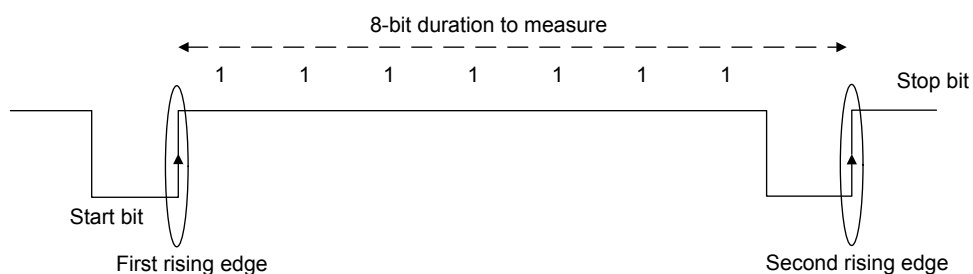 8-bit duration to measure
1 1 1 1 1 1 1
Stop bit
Start bit
First rising edge
Second rising edge